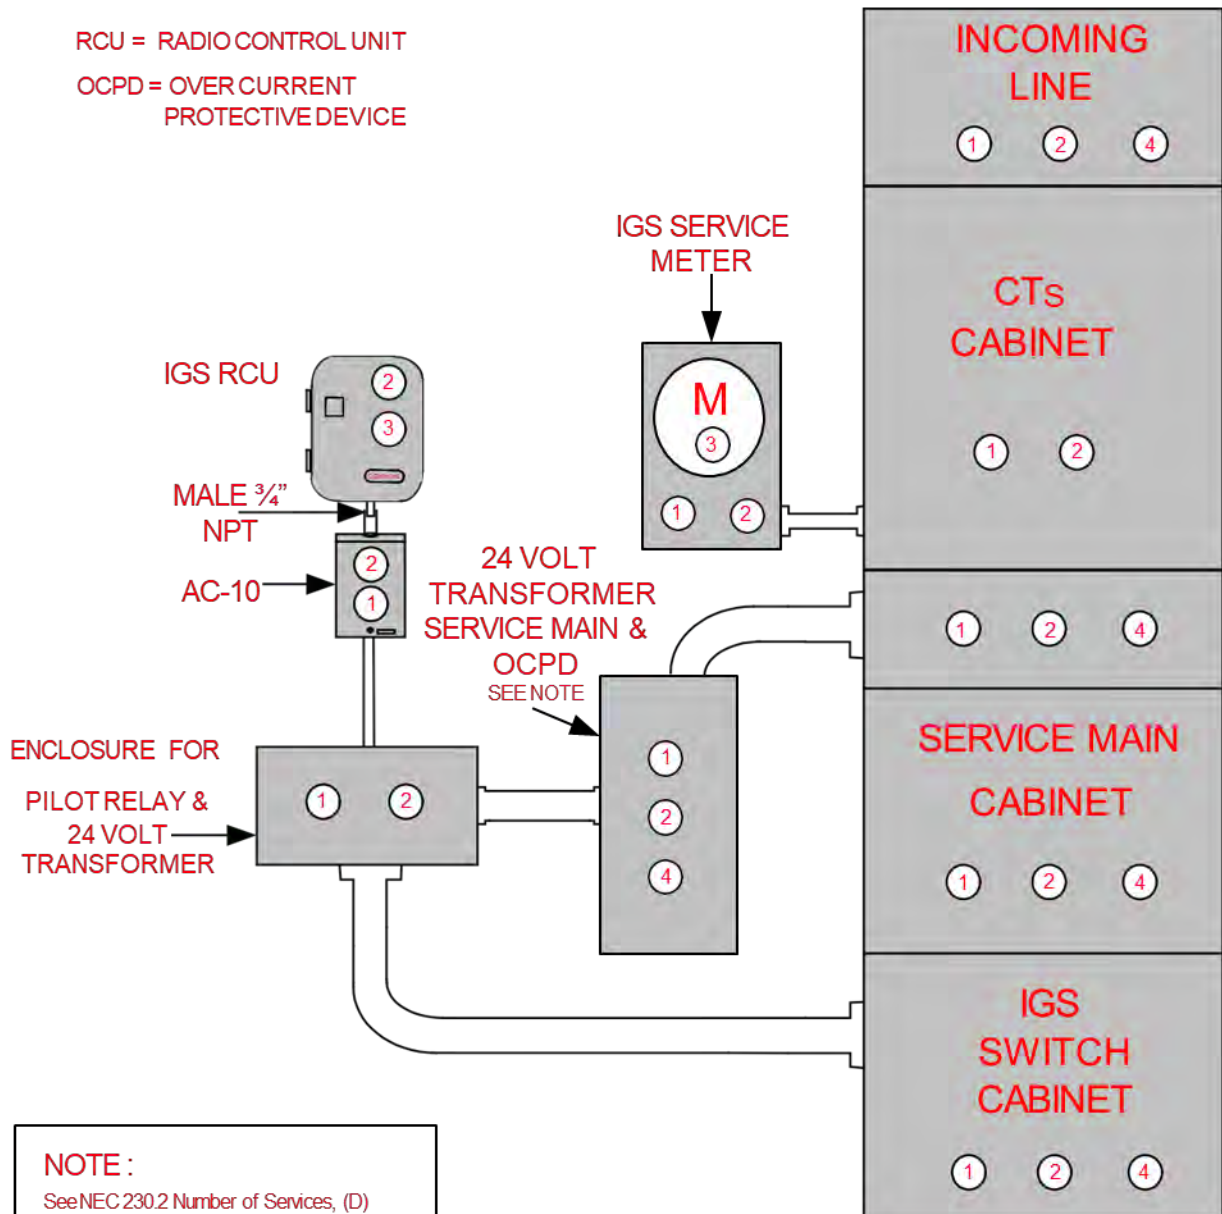 RCU = RADIO CONTROL UNIT
OCPD = OVER CURRENT
PROTECTIVE DEVICE
INCOMING
LINE
1 2 4
IGS SERVICE
METER
M
3
1 2
CTs
CABINET
1 2
IGS RCU
2
3
MALE ¾”
NPT
AC-10
2
1
24 VOLT
TRANSFORMER
SERVICE MAIN &
OCPD
SEE NOTE
1
2
4
1 2 4
ENCLOSURE FOR
PILOT RELAY &
24 VOLT
TRANSFORMER
1 2
SERVICE MAIN
CABINET
1 2 4
IGS
SWITCH
CABINET
1 2 4
NOTE :
See NEC 230.2 Number of Services, (D)